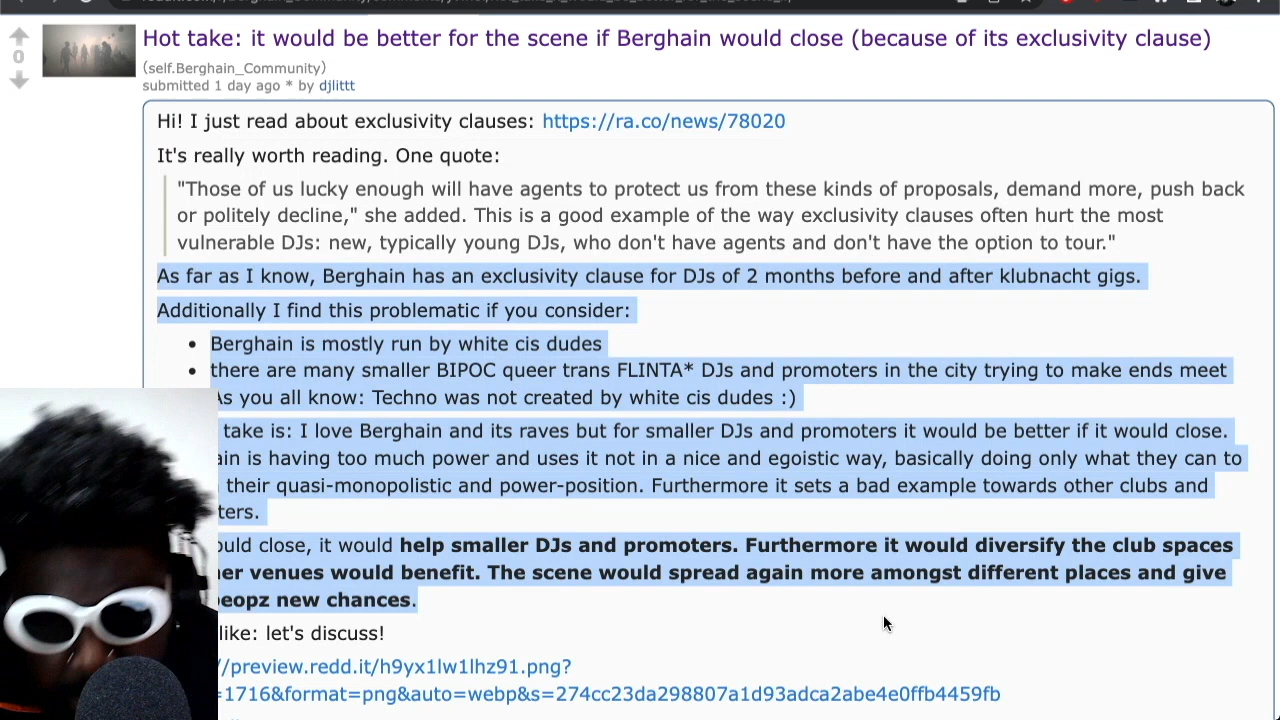 Hot take: it would be better for the scene if Berghain would close (because of its exclusivity clause)
0
(self.Berghain_Community)
submitted 1 day ago * by djlittt
Hi! I just read about exclusivity clauses: https://ra.co/news/78020
It's really worth reading. One quote:
"Those of us lucky enough will have agents to protect us from these kinds of proposals, demand more, push back
or politely decline," she added. This is a good example of the way exclusivity clauses often hurt the most
vulnerable DJs: new, typically young DJs, who don't have agents and don't have the option to tour."
As far as I know, Berghain has an exclusivity clause for DJs of 2 months before and after klubnacht gigs.
Additionally I find this problematic if you consider:
• Berghain is mostly run by white cis dudes
• there are many smaller BIPOC queer trans FLINTA* DJs and promoters in the city trying to make ends meet
As you all know: Techno was not created by white cis dudes :)
take is: I love Berghain and its raves but for smaller DJs and promoters it would be better if it would close.
ain is having too much power and uses it not in a nice and egoistic way, basically doing only what they can to
their quasi-monopolistic and power-position. Furthermore it sets a bad example towards other clubs and
ters.
ould close, it would help smaller DJs and promoters. Furthermore it would diversify the club spaces
er venues would benefit. The scene would spread again more amongst different places and give
peopz new chances.
like: let's discuss!
//preview.redd.it/h9yx1lw1lhz91.png?
=1716&format=png&auto=webp&s=274cc23da298807a1d93adca2abe4e0ffb4459fb